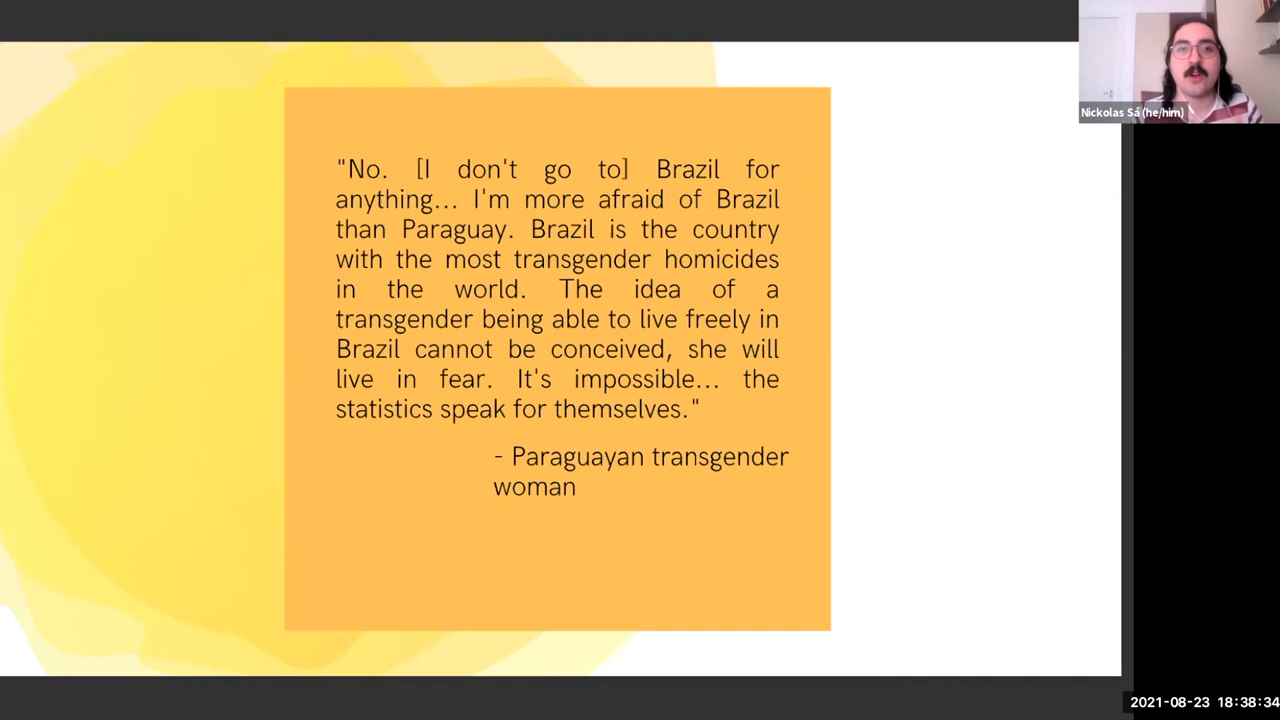 "No. [I don't go to] Brazil for
anything... I'm more afraid of Brazil
than Paraguay. Brazil is the country
with the most transgender homicides
in the world. The idea of a
transgender being able to live freely in
Brazil cannot be conceived, she will
live in fear. It's impossible... the
statistics speak for themselves."
- Paraguayan transgender
woman
Nickolas Sá (he/him)
2021-08-23 18:38:34